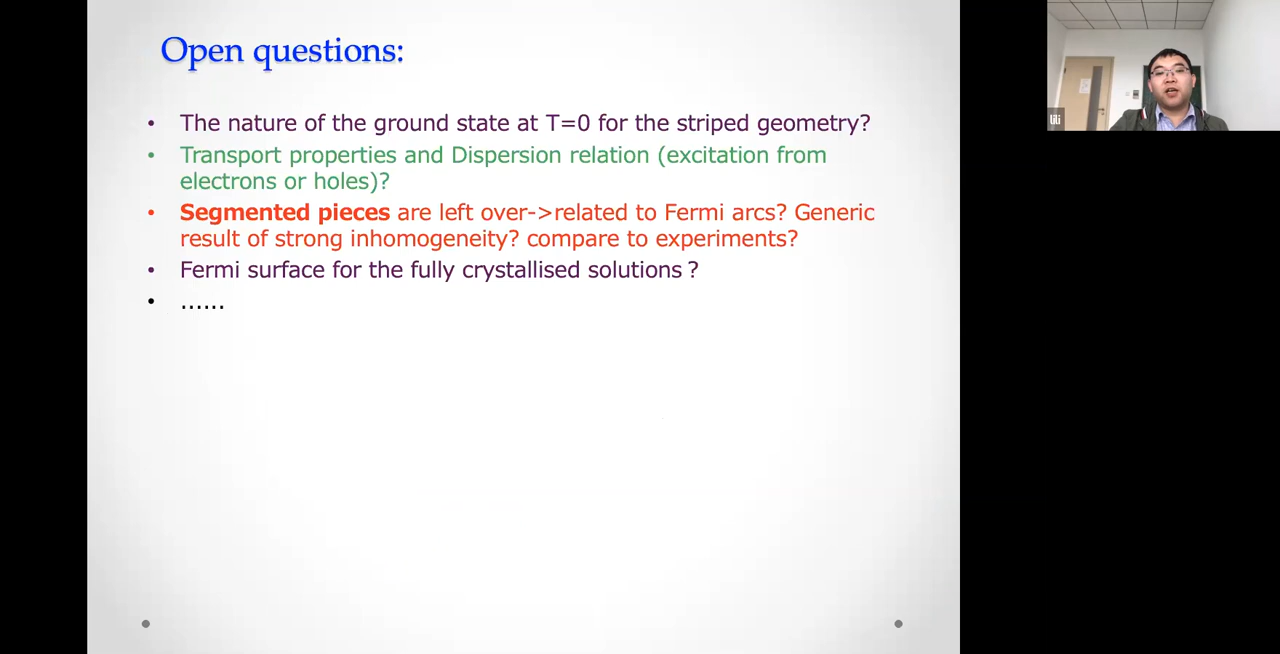 Open questions:
• The nature of the ground state at T=0 for the striped geometry?
• Transport properties and Dispersion relation (excitation from
electrons or holes)?
• Segmented pieces are left over->related to Fermi arcs? Generic
result of strong inhomogeneity? compare to experiments?
• Fermi surface for the fully crystallised solutions ?
• ......
lili